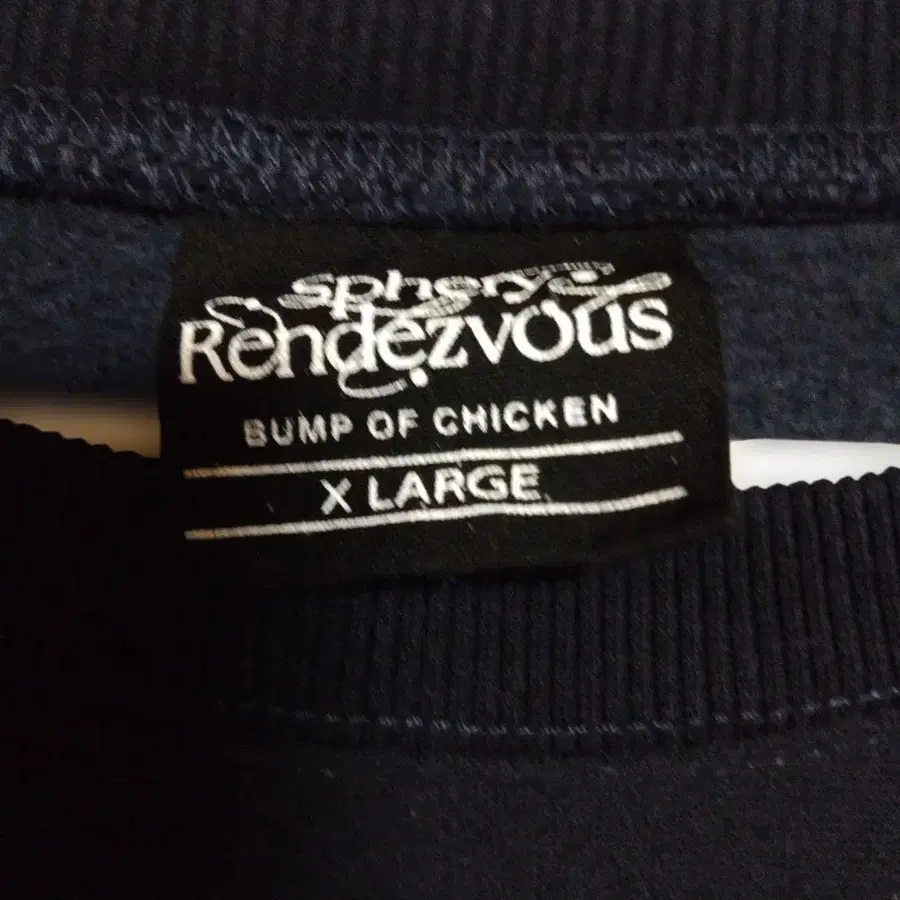 Sphery
Rendezvous
BUMP OF CHICKEN
X LARGE